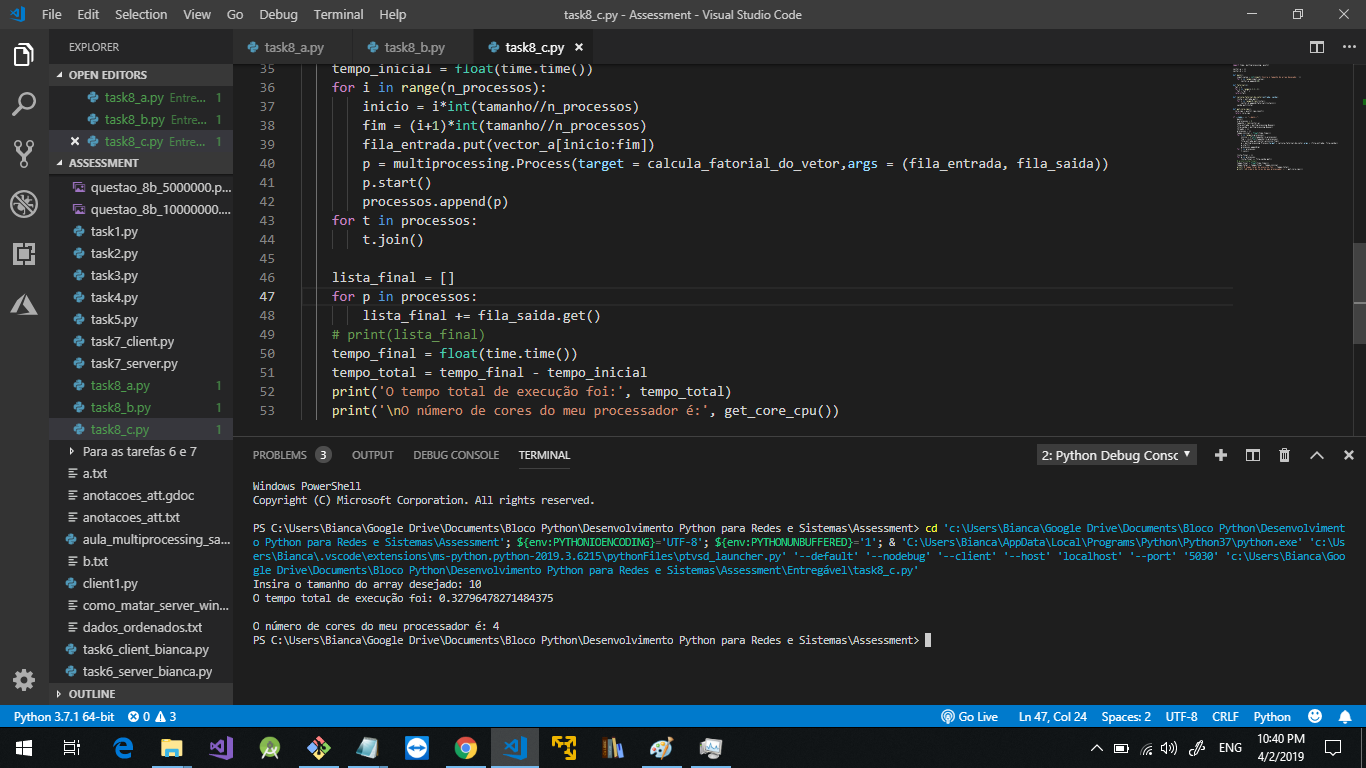 File Edit Selection View Go Debug Terminal Help
task8_c.py - Assessment - Visual Studio Code
EXPLORER
OPEN EDITORS
task8_a.py Entre... 1
task8_b.py Entre... 1
task8_c.py Entre... 1
ASSESSMENT
questao_8b_5000000.p...
questao_8b_10000000....
task1.py
task2.py
task3.py
task4.py
task5.py
task7_client.py
task7_server.py
task8_a.py 1
task8_b.py 1
task8_c.py 1
Para as tarefas 6 e 7
a.txt
anotacoes_att.gdoc
anotacoes_att.txt
aula_multiprocessing_sa...
b.txt
client1.py
como_matar_server_win...
dados_ordenados.txt
task6_client_bianca.py
task6_server_bianca.py
OUTLINE
task8_a.py task8_b.py task8_c.py
35 tempo_inicial = float(time.time())
36 for i in range(n_processos):
37 inicio = i*int(tamanho//n_processos)
38 fim = (i+1)*int(tamanho//n_processos)
39 fila_entrada.put(vector_a[inicio:fim])
40 p = multiprocessing.Process(target = calcula_fatorial_do_vetor,args = (fila_entrada, fila_saida))
41 p.start()
42 processos.append(p)
43 for t in processos:
44 t.join()
45
46 lista_final = []
47 for p in processos:
48 lista_final += fila_saida.get()
49 # print(lista_final)
50 tempo_final = float(time.time())
51 tempo_total = tempo_final - tempo_inicial
52 print('O tempo total de execução foi:', tempo_total)
53 print('\nO número de cores do meu processador é:', get_core_cpu())
PROBLEMS 3 OUTPUT DEBUG CONSOLE TERMINAL
2: Python Debug Consc
Windows PowerShell
Copyright (C) Microsoft Corporation. All rights reserved.
PS C:\Users\Bianca\Google Drive\Documents\Bloco Python\Desenvolvimento Python para Redes e Sistemas\Assessment> cd 'c:\Users\Bianca\Google Drive\Documents\Bloco Python\Desenvolviment
o Python para Redes e Sistemas\Assessment'; ${env:PYTHONIOENCODING}='UTF-8'; ${env:PYTHONUNBUFFERED}='1'; & 'C:\Users\Bianca\AppData\Local\Programs\Python\Python37\python.exe' 'c:\Us
ers\Bianca\.vscode\extensions\ms-python.python-2019.3.6215\pythonFiles\ptvsd_launcher.py' '--default' '--nodebug' '--client' '--host' 'localhost' '--port' '5030' 'c:\Users\Bianca\Goo
gle Drive\Documents\Bloco Python\Desenvolvimento Python para Redes e Sistemas\Assessment\Entregável\task8_c.py'
Insira o tamanho do array desejado: 10
O tempo total de execução foi: 0.32796478271484375
O número de cores do meu processador é: 4
PS C:\Users\Bianca\Google Drive\Documents\Bloco Python\Desenvolvimento Python para Redes e Sistemas\Assessment>
Python 3.7.1 64-bit 0 3
Go Live Ln 47, Col 24 Spaces: 2 UTF-8 CRLF Python
ENG
10:40 PM
4/2/2019